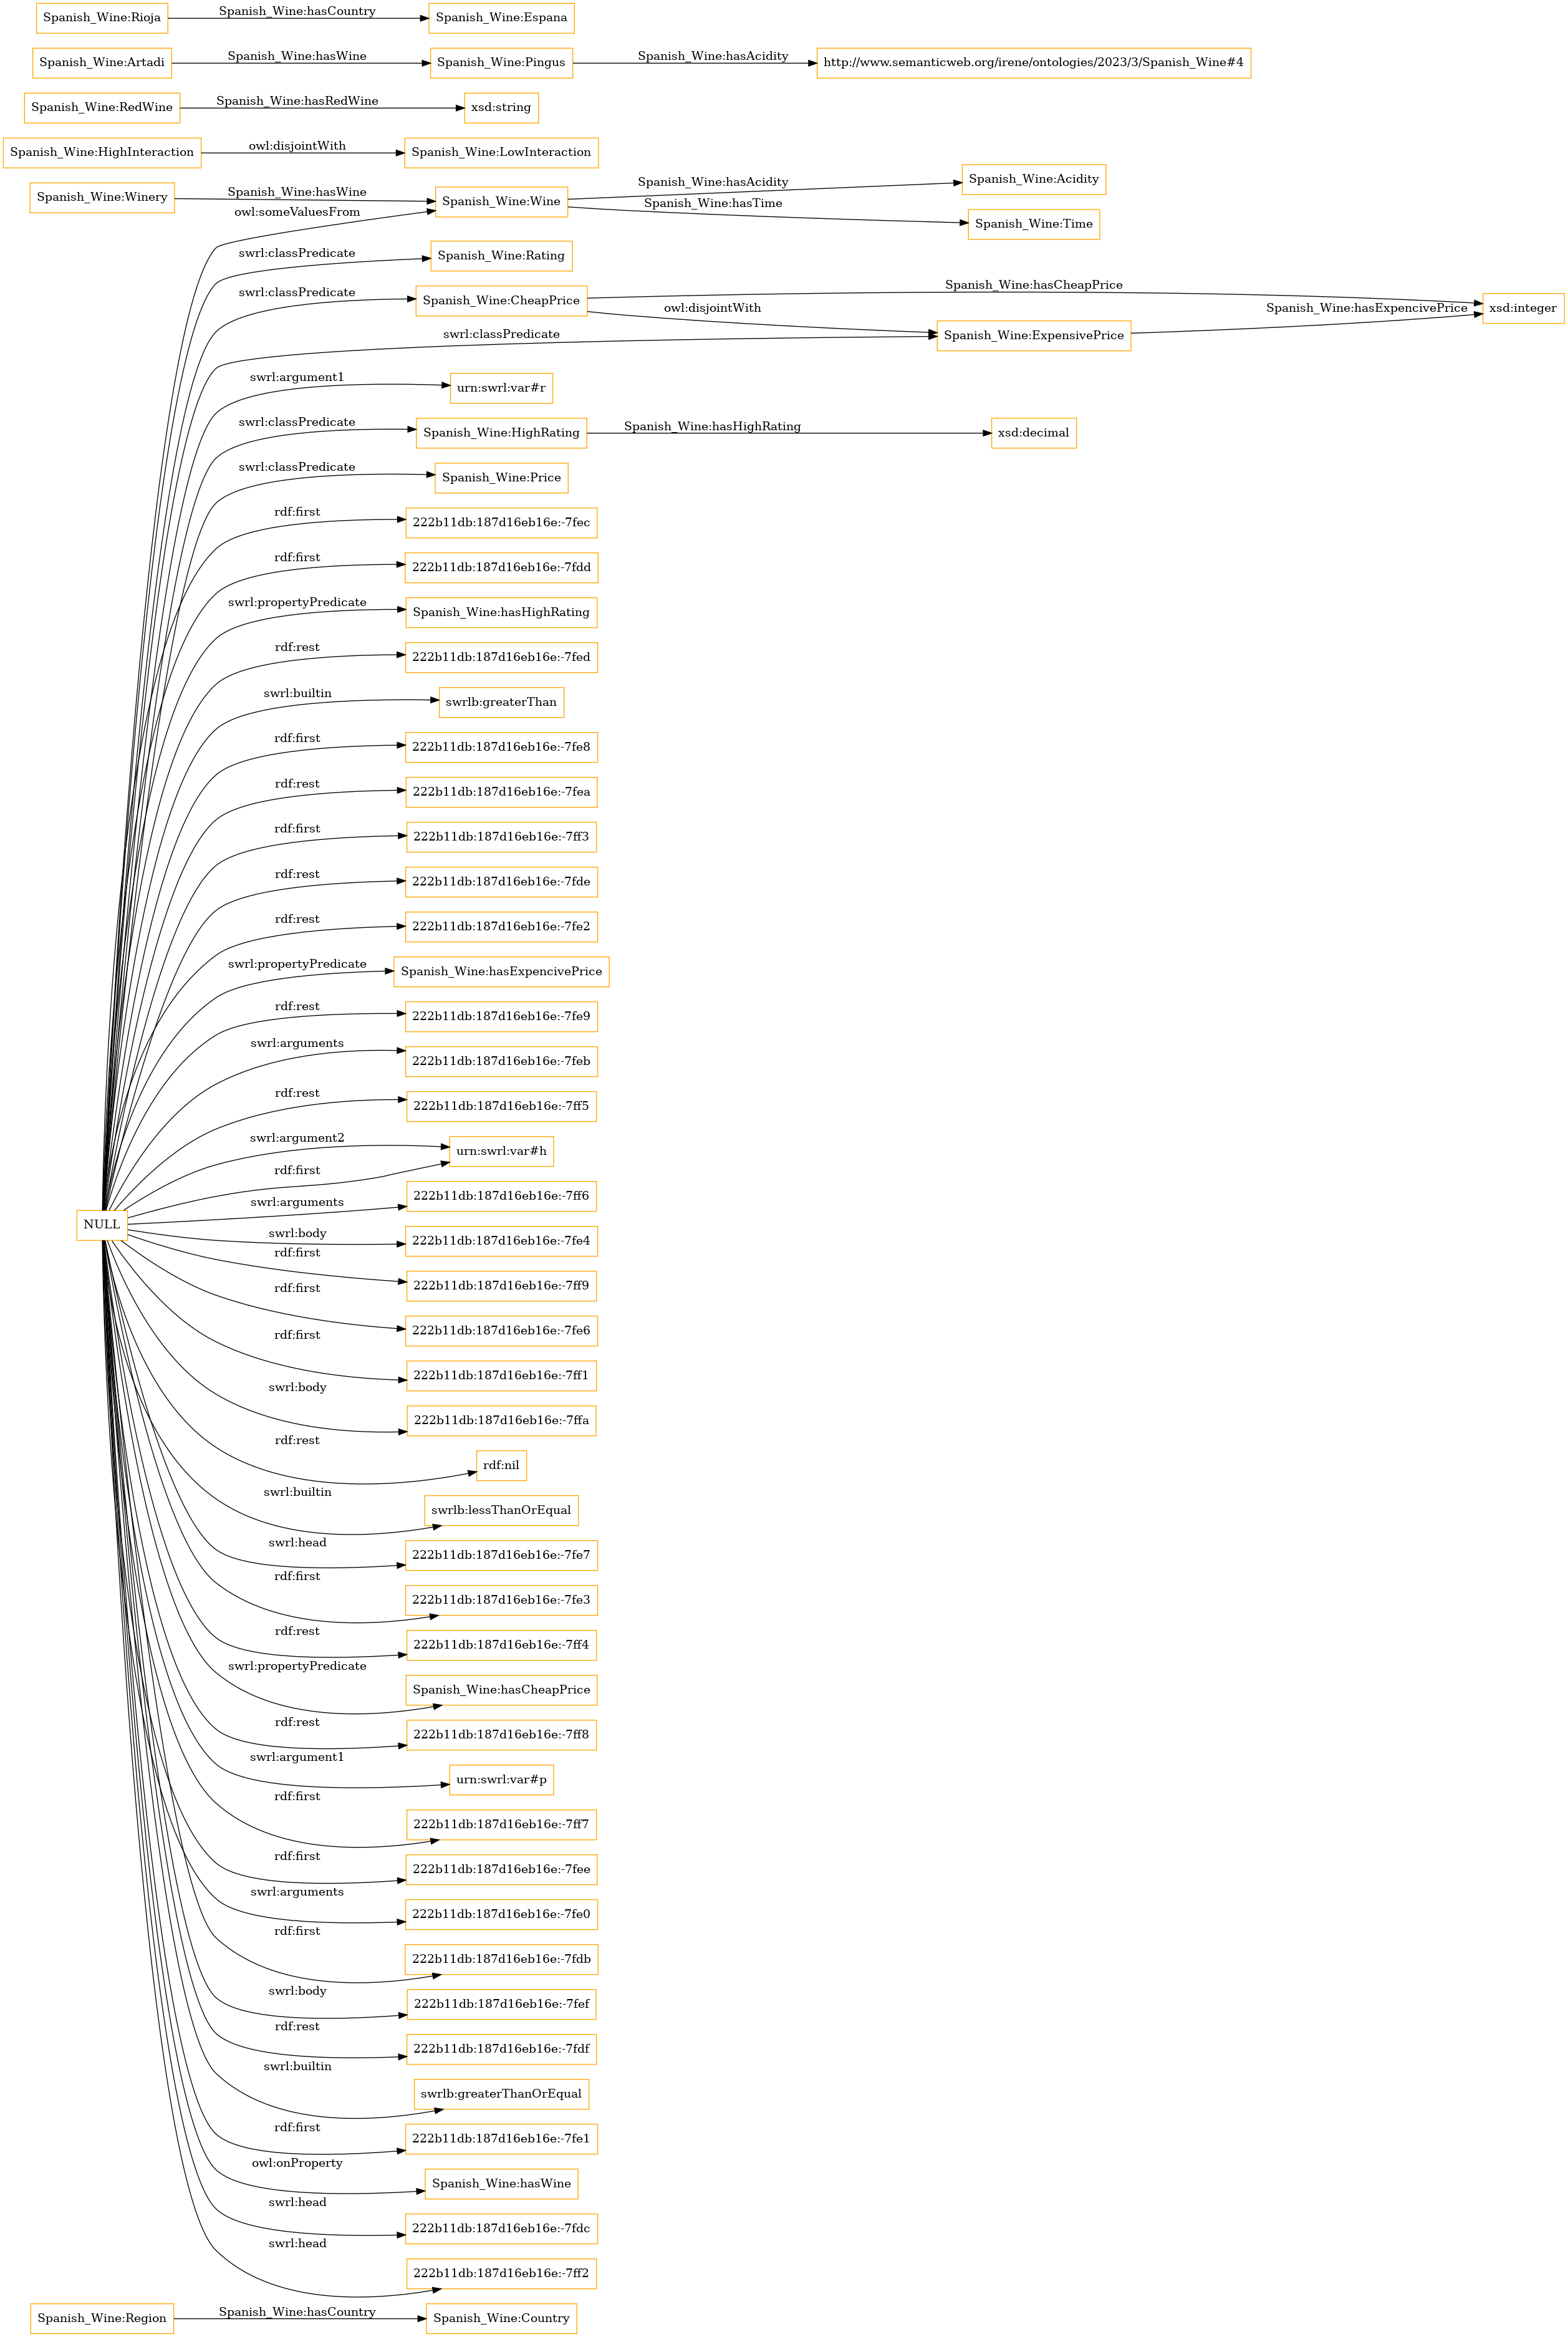 Spanish_Wine:Rioja
Spanish_Wine:hasCountry
Spanish_Wine:Espana
Spanish_Wine:Artadi
Spanish_Wine:hasWine
Spanish_Wine:Pingus
Spanish_Wine:hasAcidity
http://www.semanticweb.org/irene/ontologies/2023/3/Spanish_Wine#4
Spanish_Wine:RedWine
Spanish_Wine:hasRedWine
xsd:string
Spanish_Wine:HighInteraction
owl:disjointWith
Spanish_Wine:LowInteraction
Spanish_Wine:Winery
Spanish_Wine:hasWine
Spanish_Wine:Wine
Spanish_Wine:hasAcidity
Spanish_Wine:Acidity
Spanish_Wine:hasTime
Spanish_Wine:Time
owl:someValuesFrom
swrl:classPredicate
Spanish_Wine:Rating
swrl:classPredicate
Spanish_Wine:CheapPrice
Spanish_Wine:hasCheapPrice
xsd:integer
owl:disjointWith
Spanish_Wine:hasExpencivePrice
swrl:classPredicate
Spanish_Wine:ExpensivePrice
swrl:argument1
urn:swrl:var#r
swrl:classPredicate
Spanish_Wine:HighRating
Spanish_Wine:hasHighRating
xsd:decimal
swrl:classPredicate
Spanish_Wine:Price
rdf:first
222b11db:187d16eb16e:-7fec
rdf:first
222b11db:187d16eb16e:-7fdd
swrl:propertyPredicate
Spanish_Wine:hasHighRating
rdf:rest
222b11db:187d16eb16e:-7fed
swrl:builtin
swrlb:greaterThan
rdf:first
222b11db:187d16eb16e:-7fe8
rdf:rest
222b11db:187d16eb16e:-7fea
rdf:first
222b11db:187d16eb16e:-7ff3
rdf:rest
222b11db:187d16eb16e:-7fde
rdf:rest
222b11db:187d16eb16e:-7fe2
swrl:propertyPredicate
Spanish_Wine:hasExpencivePrice
rdf:rest
222b11db:187d16eb16e:-7fe9
swrl:arguments
222b11db:187d16eb16e:-7feb
rdf:rest
222b11db:187d16eb16e:-7ff5
swrl:argument2
urn:swrl:var#h
rdf:first
swrl:arguments
222b11db:187d16eb16e:-7ff6
NULL
swrl:body
222b11db:187d16eb16e:-7fe4
rdf:first
222b11db:187d16eb16e:-7ff9
rdf:first
222b11db:187d16eb16e:-7fe6
rdf:first
222b11db:187d16eb16e:-7ff1
swrl:body
222b11db:187d16eb16e:-7ffa
rdf:rest
rdf:nil
swrl:builtin
swrlb:lessThanOrEqual
swrl:head
222b11db:187d16eb16e:-7fe7
rdf:first
222b11db:187d16eb16e:-7fe3
rdf:rest
222b11db:187d16eb16e:-7ff4
swrl:propertyPredicate
Spanish_Wine:hasCheapPrice
rdf:rest
222b11db:187d16eb16e:-7ff8
swrl:argument1
urn:swrl:var#p
rdf:first
222b11db:187d16eb16e:-7ff7
rdf:first
222b11db:187d16eb16e:-7fee
swrl:arguments
222b11db:187d16eb16e:-7fe0
rdf:first
222b11db:187d16eb16e:-7fdb
swrl:body
222b11db:187d16eb16e:-7fef
rdf:rest
222b11db:187d16eb16e:-7fdf
swrl:builtin
swrlb:greaterThanOrEqual
rdf:first
222b11db:187d16eb16e:-7fe1
owl:onProperty
Spanish_Wine:hasWine
swrl:head
222b11db:187d16eb16e:-7fdc
swrl:head
222b11db:187d16eb16e:-7ff2
Spanish_Wine:Region
Spanish_Wine:hasCountry
Spanish_Wine:Country